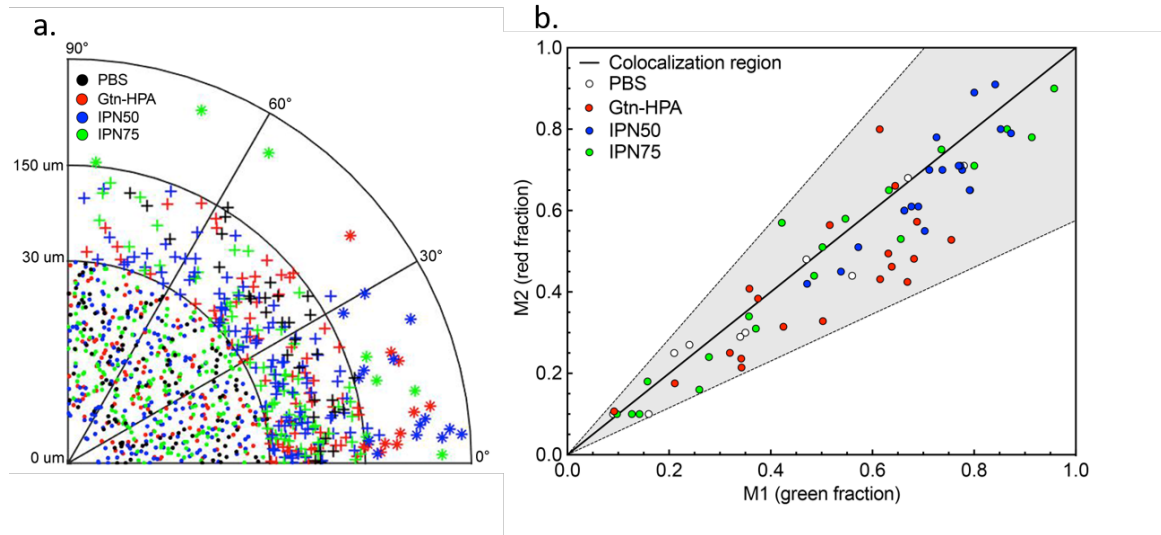 a.
90°
PBS
Gtn-HPA
IPN50
IPN75
60°
150 um
30 um
30°
0 um
0°
b.
1.0
0.8
0.6
0.4
0.2
0.0
M2 (red fraction)
Colocalization region
PBS
Gtn-HPA
IPN50
IPN75
0.0 0.2 0.4 0.6 0.8 1.0
M1 (green fraction)